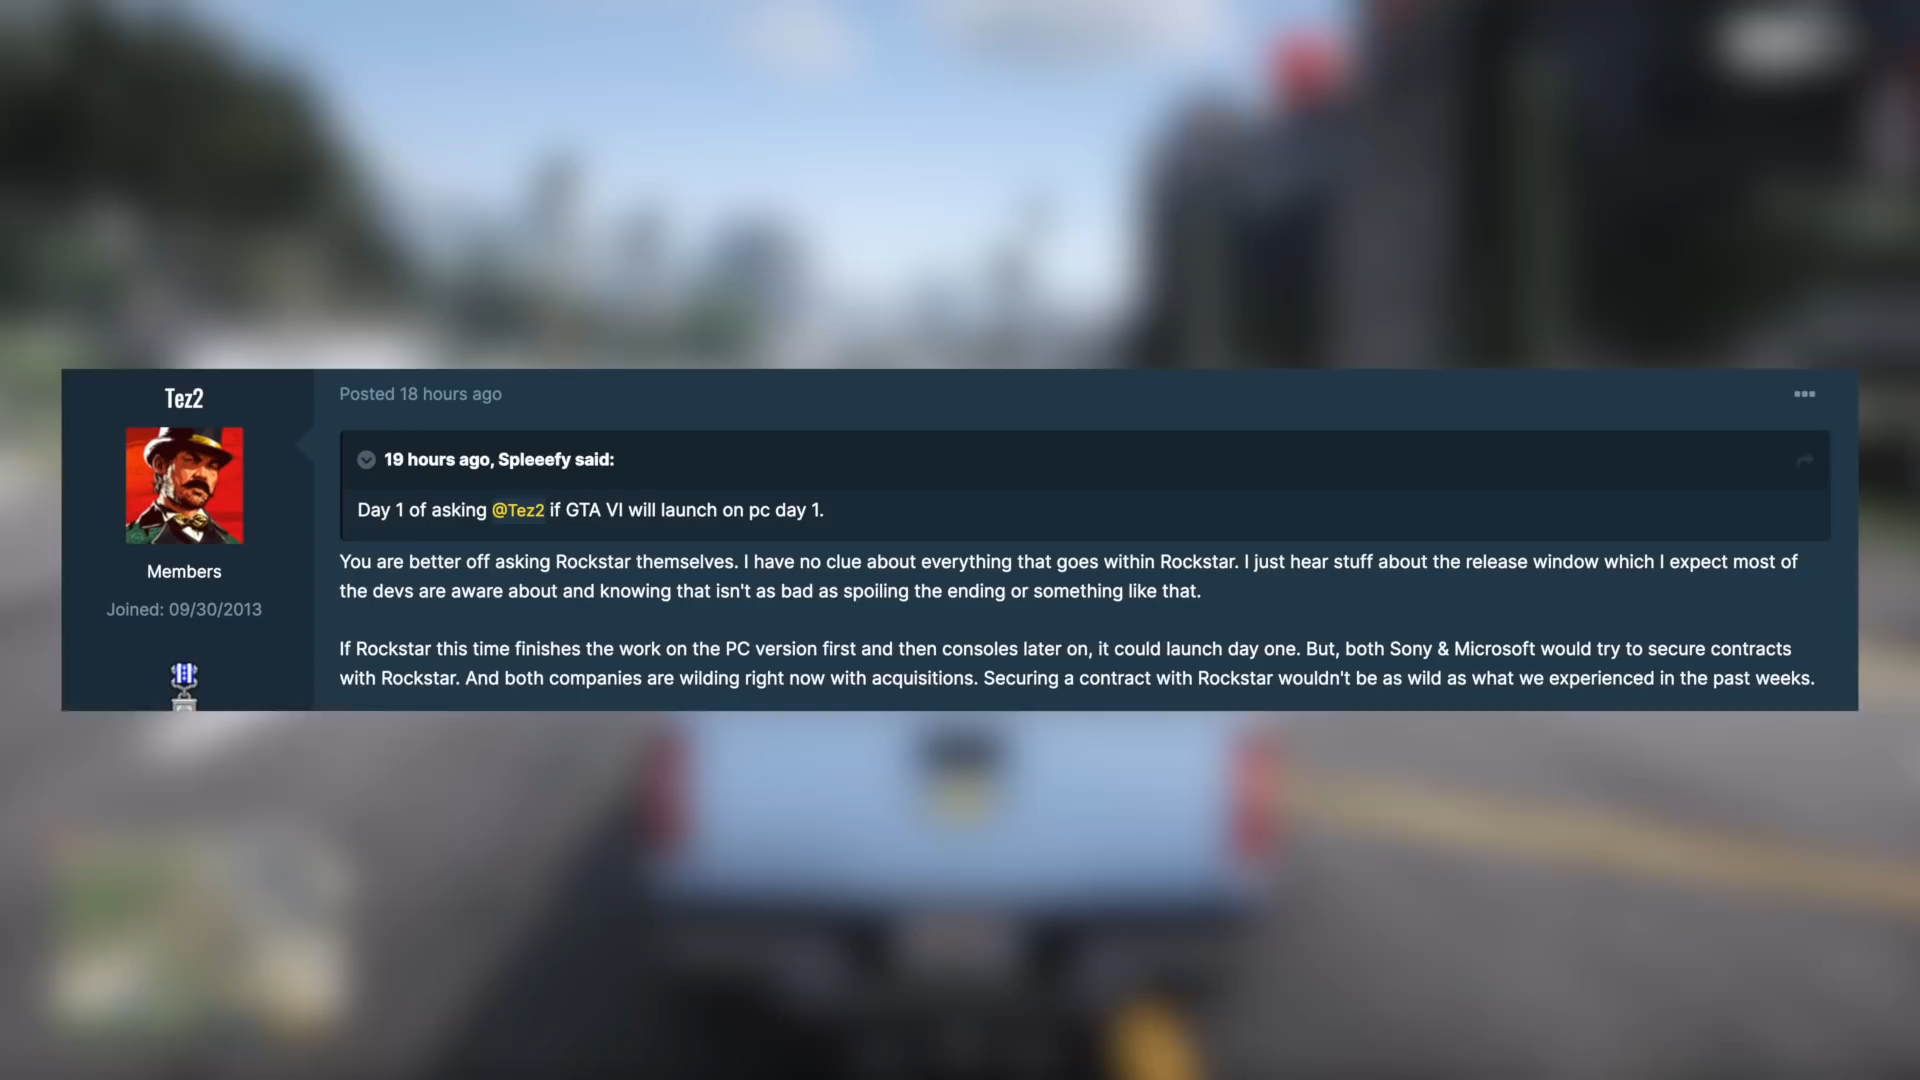 Tez2
Members
Joined: 09/30/2013
Posted 18 hours ago
19 hours ago, Spleeefy said:
Day 1 of asking @Tez2 if GTA VI will launch on pc day 1.
You are better off asking Rockstar themselves. I have no clue about everything that goes within Rockstar. I just hear stuff about the release window which I expect most of
the devs are aware about and knowing that isn't as bad as spoiling the ending or something like that.
If Rockstar this time finishes the work on the PC version first and then consoles later on, it could launch day one. But, both Sony & Microsoft would try to secure contracts
with Rockstar. And both companies are wilding right now with acquisitions. Securing a contract with Rockstar wouldn't be as wild as what we experienced in the past weeks.